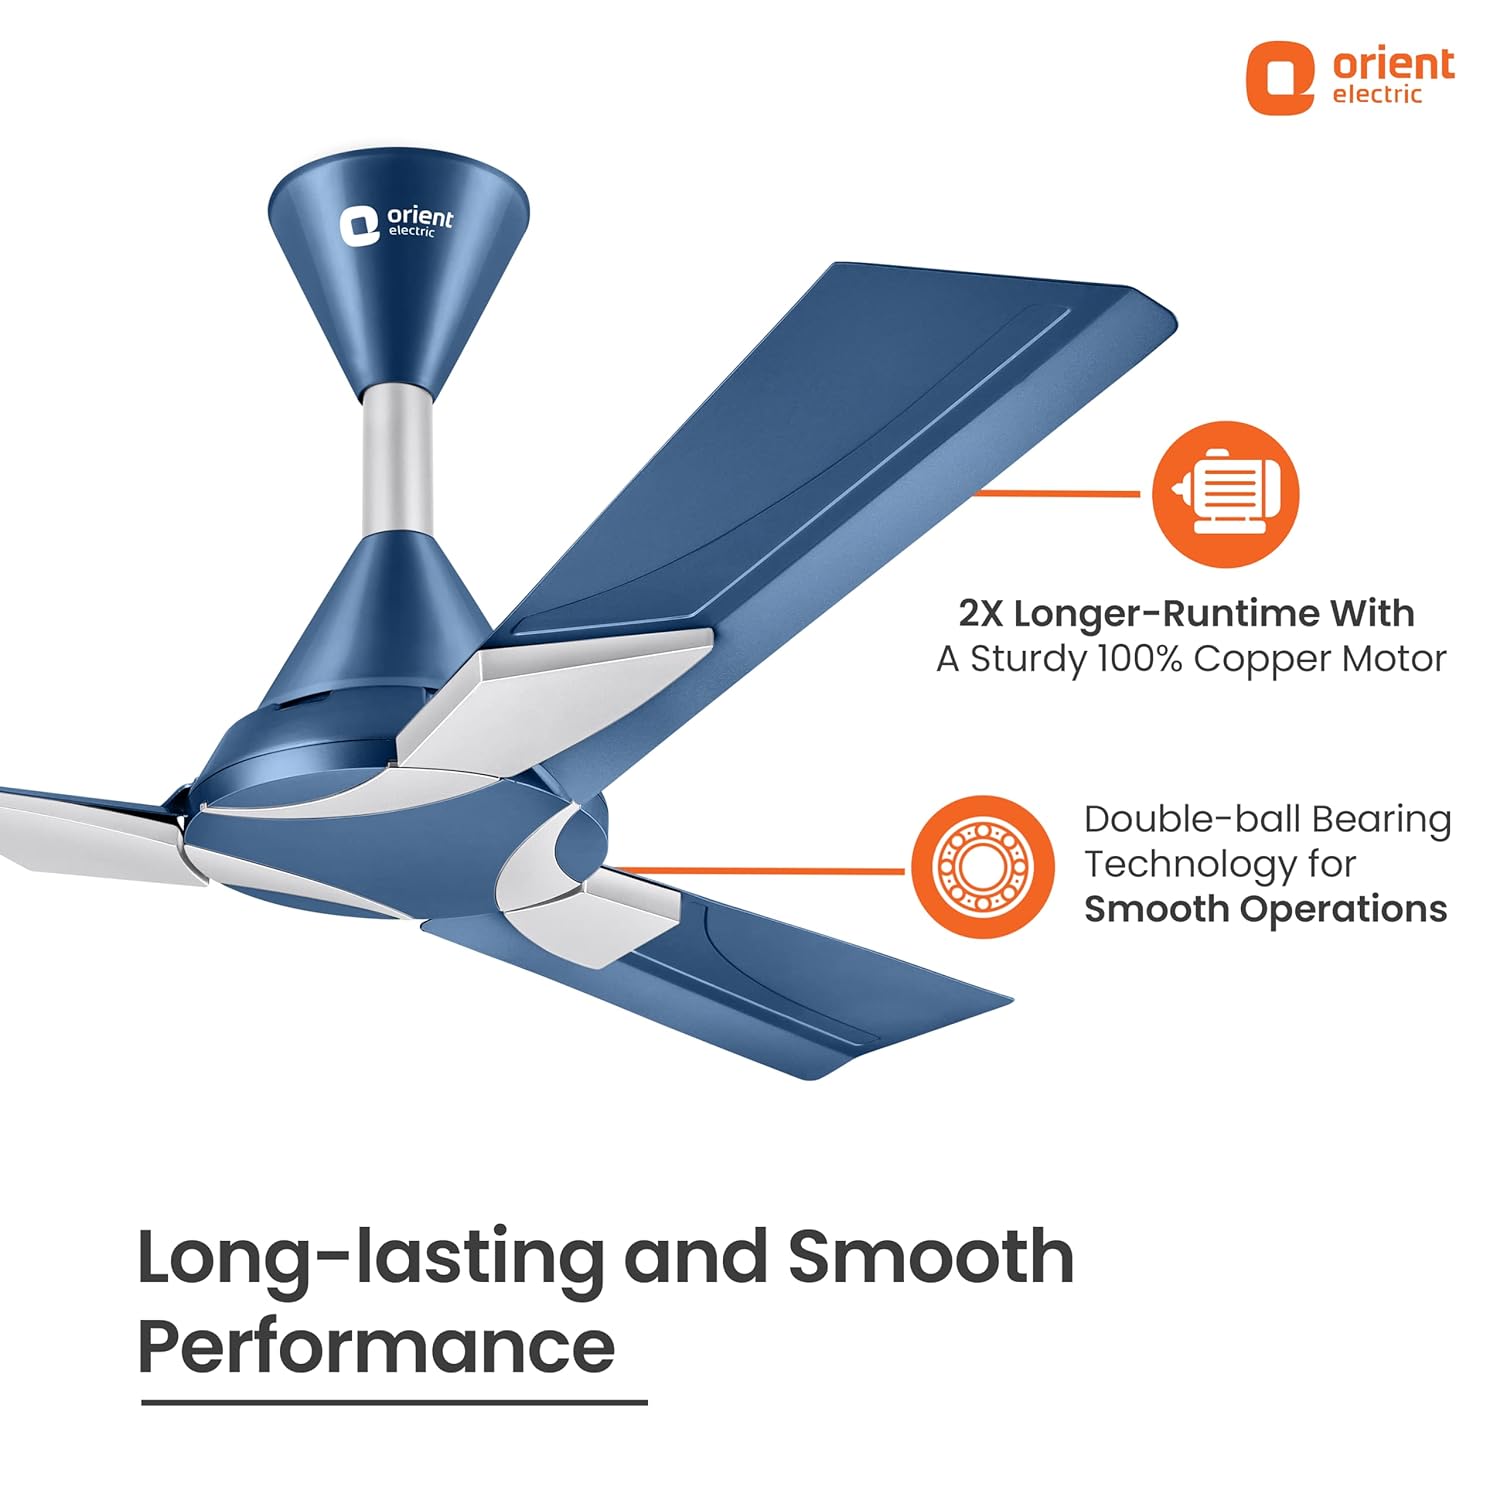 orient
electric
orient
electric
2X Longer-Runtime With
A Sturdy 100% Copper Motor
Double-ball Bearing
Technology for
Smooth Operations
Long-lasting and Smooth
Performance